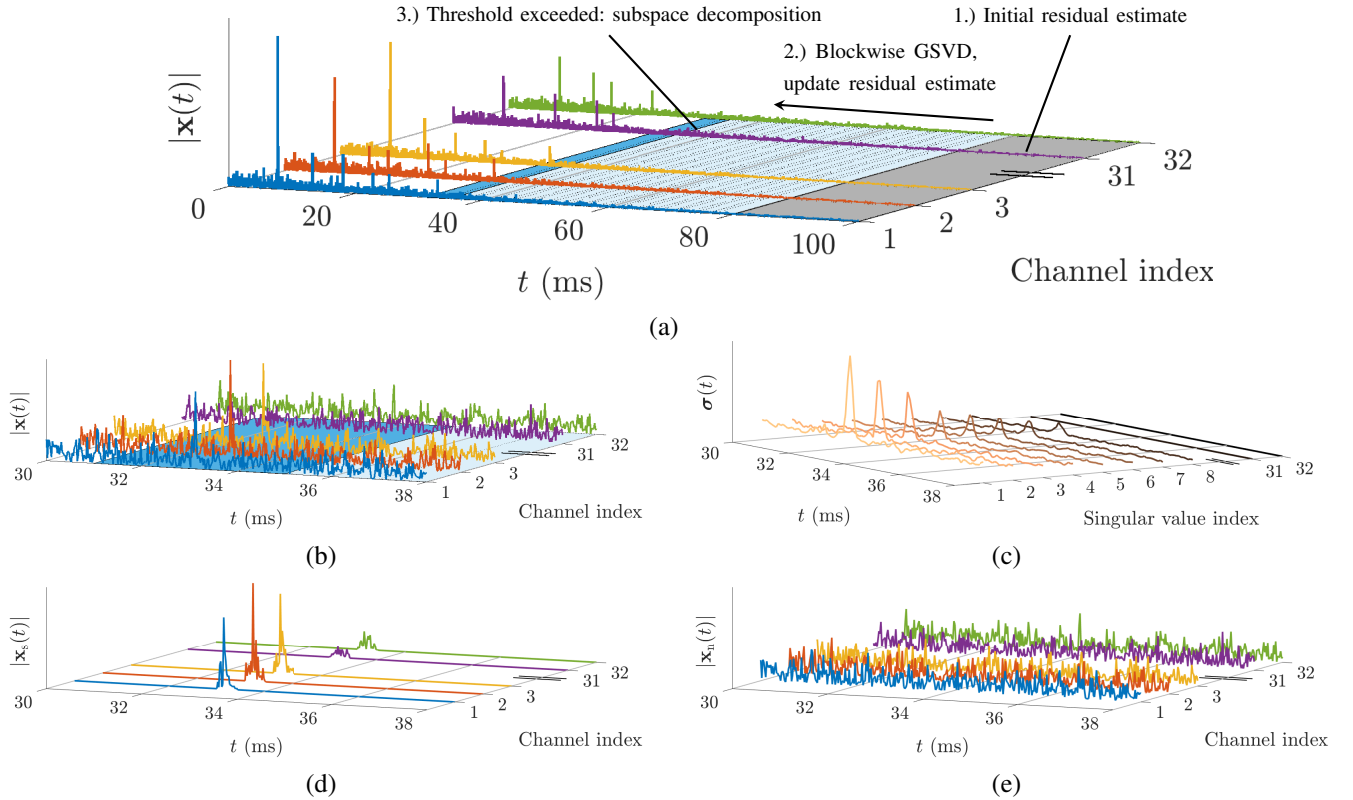 3.) Threshold exceeded: subspace decomposition
1.) Initial residual estimate
2.) Blockwise GSVD,
update residual estimate
|x(t)|
0
20
40
60
80
100
1
2
3
31
32
t (ms)
Channel index
(a)
|x(t)|
30
32
34
36
38
1
2
3
31
32
t (ms)
Channel index
(b)
σ(t)
30
32
34
36
38
1
2
3
4
5
6
7
8
31
32
t (ms)
Singular value index
(c)
|xₛ(t)|
30
32
34
36
38
1
2
3
31
32
t (ms)
Channel index
(d)
|xₙ(t)|
30
32
34
36
38
1
2
3
31
32
t (ms)
Channel index
(e)